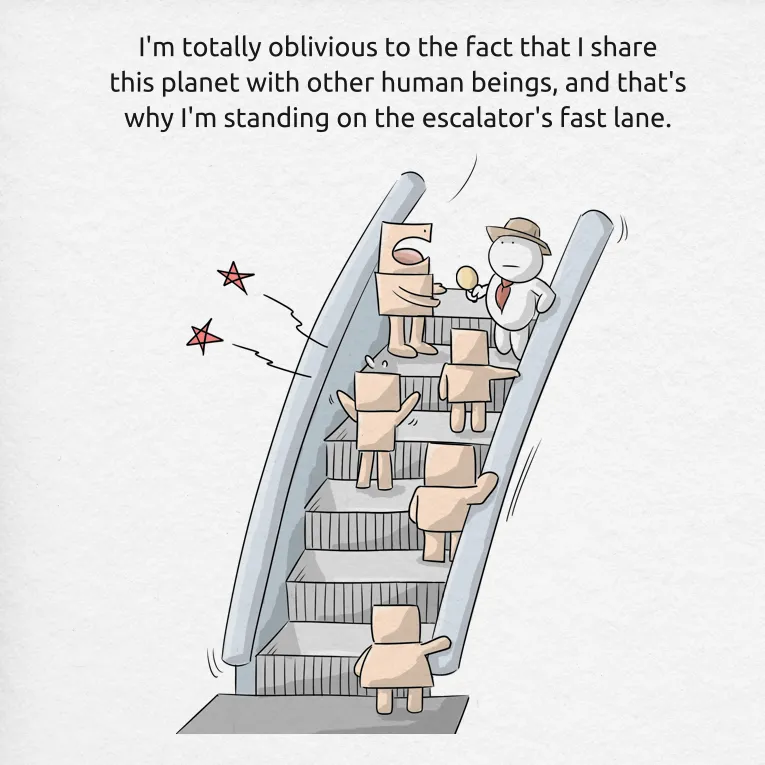 I'm totally oblivious to the fact that I share
this planet with other human beings, and that's
why I'm standing on the escalator's fast lane.